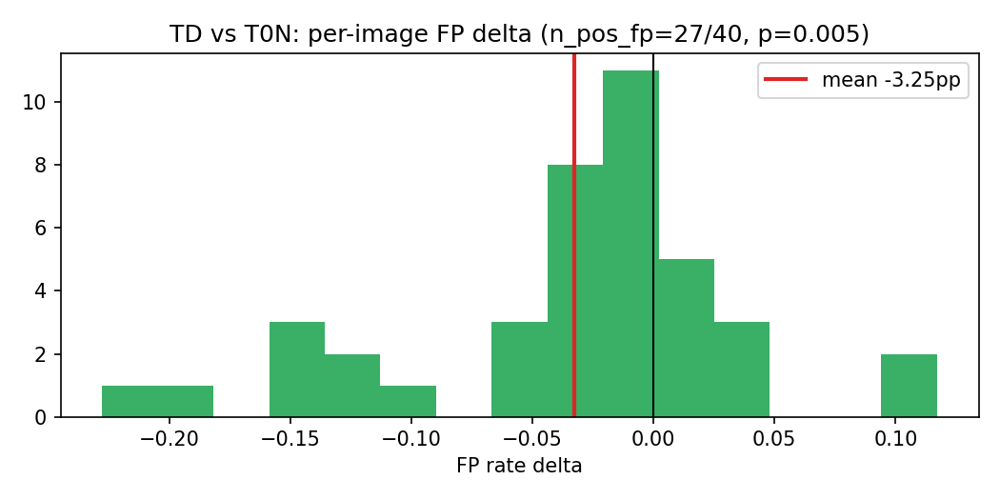 TD vs T0N: per-image FP delta (n_pos_fp=27/40, p=0.005)
mean -3.25pp
10
8
6
4
2
0
−0.20 −0.15 −0.10 −0.05 0.00 0.05 0.10
FP rate delta